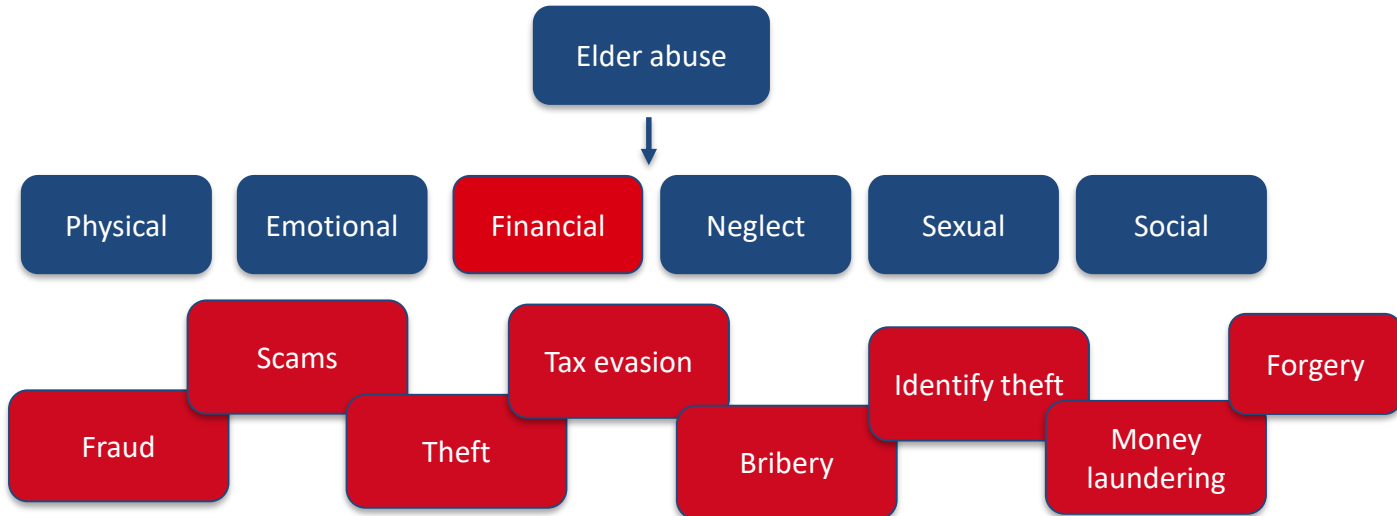 Elder abuse
Physical
Emotional
Financial
Neglect
Sexual
Social
Scams
Tax evasion
Identify theft
Forgery
Fraud
Theft
Bribery
Money
laundering